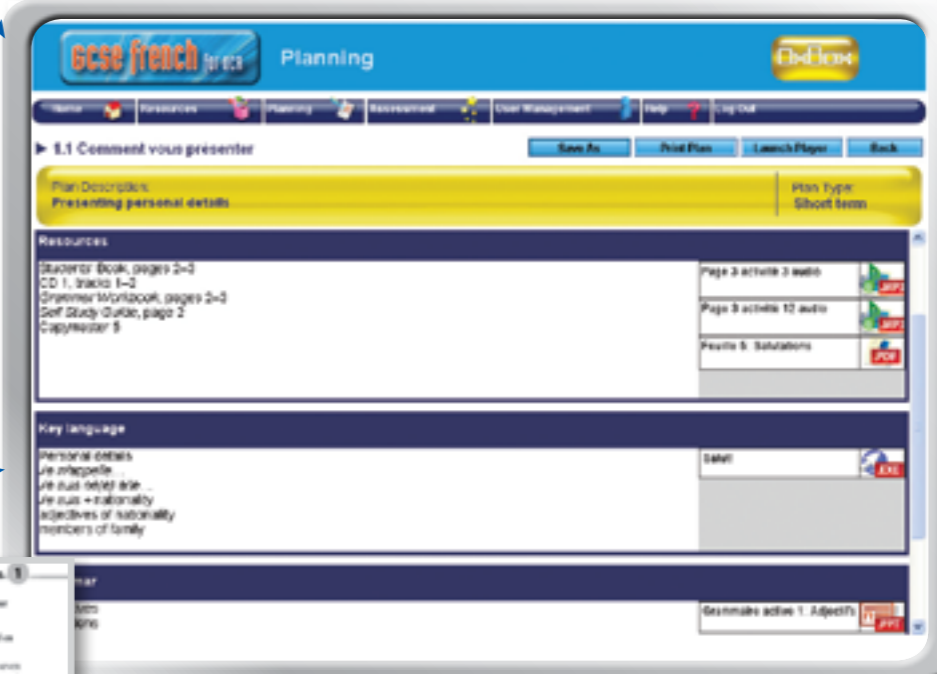 GCSE french for OCR
Planning
Home Resources Planning Assessment User Management Help Log Out
1.1 Comment vous présenter
Save As Print Plan Launch Player Back
Plan Description:
Presenting personal details
Plan Type:
Short term
Resources
Students' Book, pages 2–3
CD 1, tracks 1–2
Grammar Workbook, pages 2–3
Self Study Guide, page 2
Copymaster 5
Page 3 activité 3 audio
MP3
Page 3 activité 12 audio
MP3
Feuille 5: Salutations
PDF
Key language
Personal details
Je m'appelle...
Je suis né(e) à/le...
Je suis + nationality
adjectives of nationality
members of family
Salut!
EXE
Grammaire active 1: Adjectifs
PPT
1